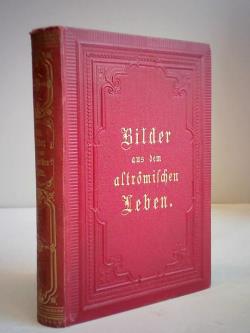 Bilder
aus dem
altrömischen
Leben.